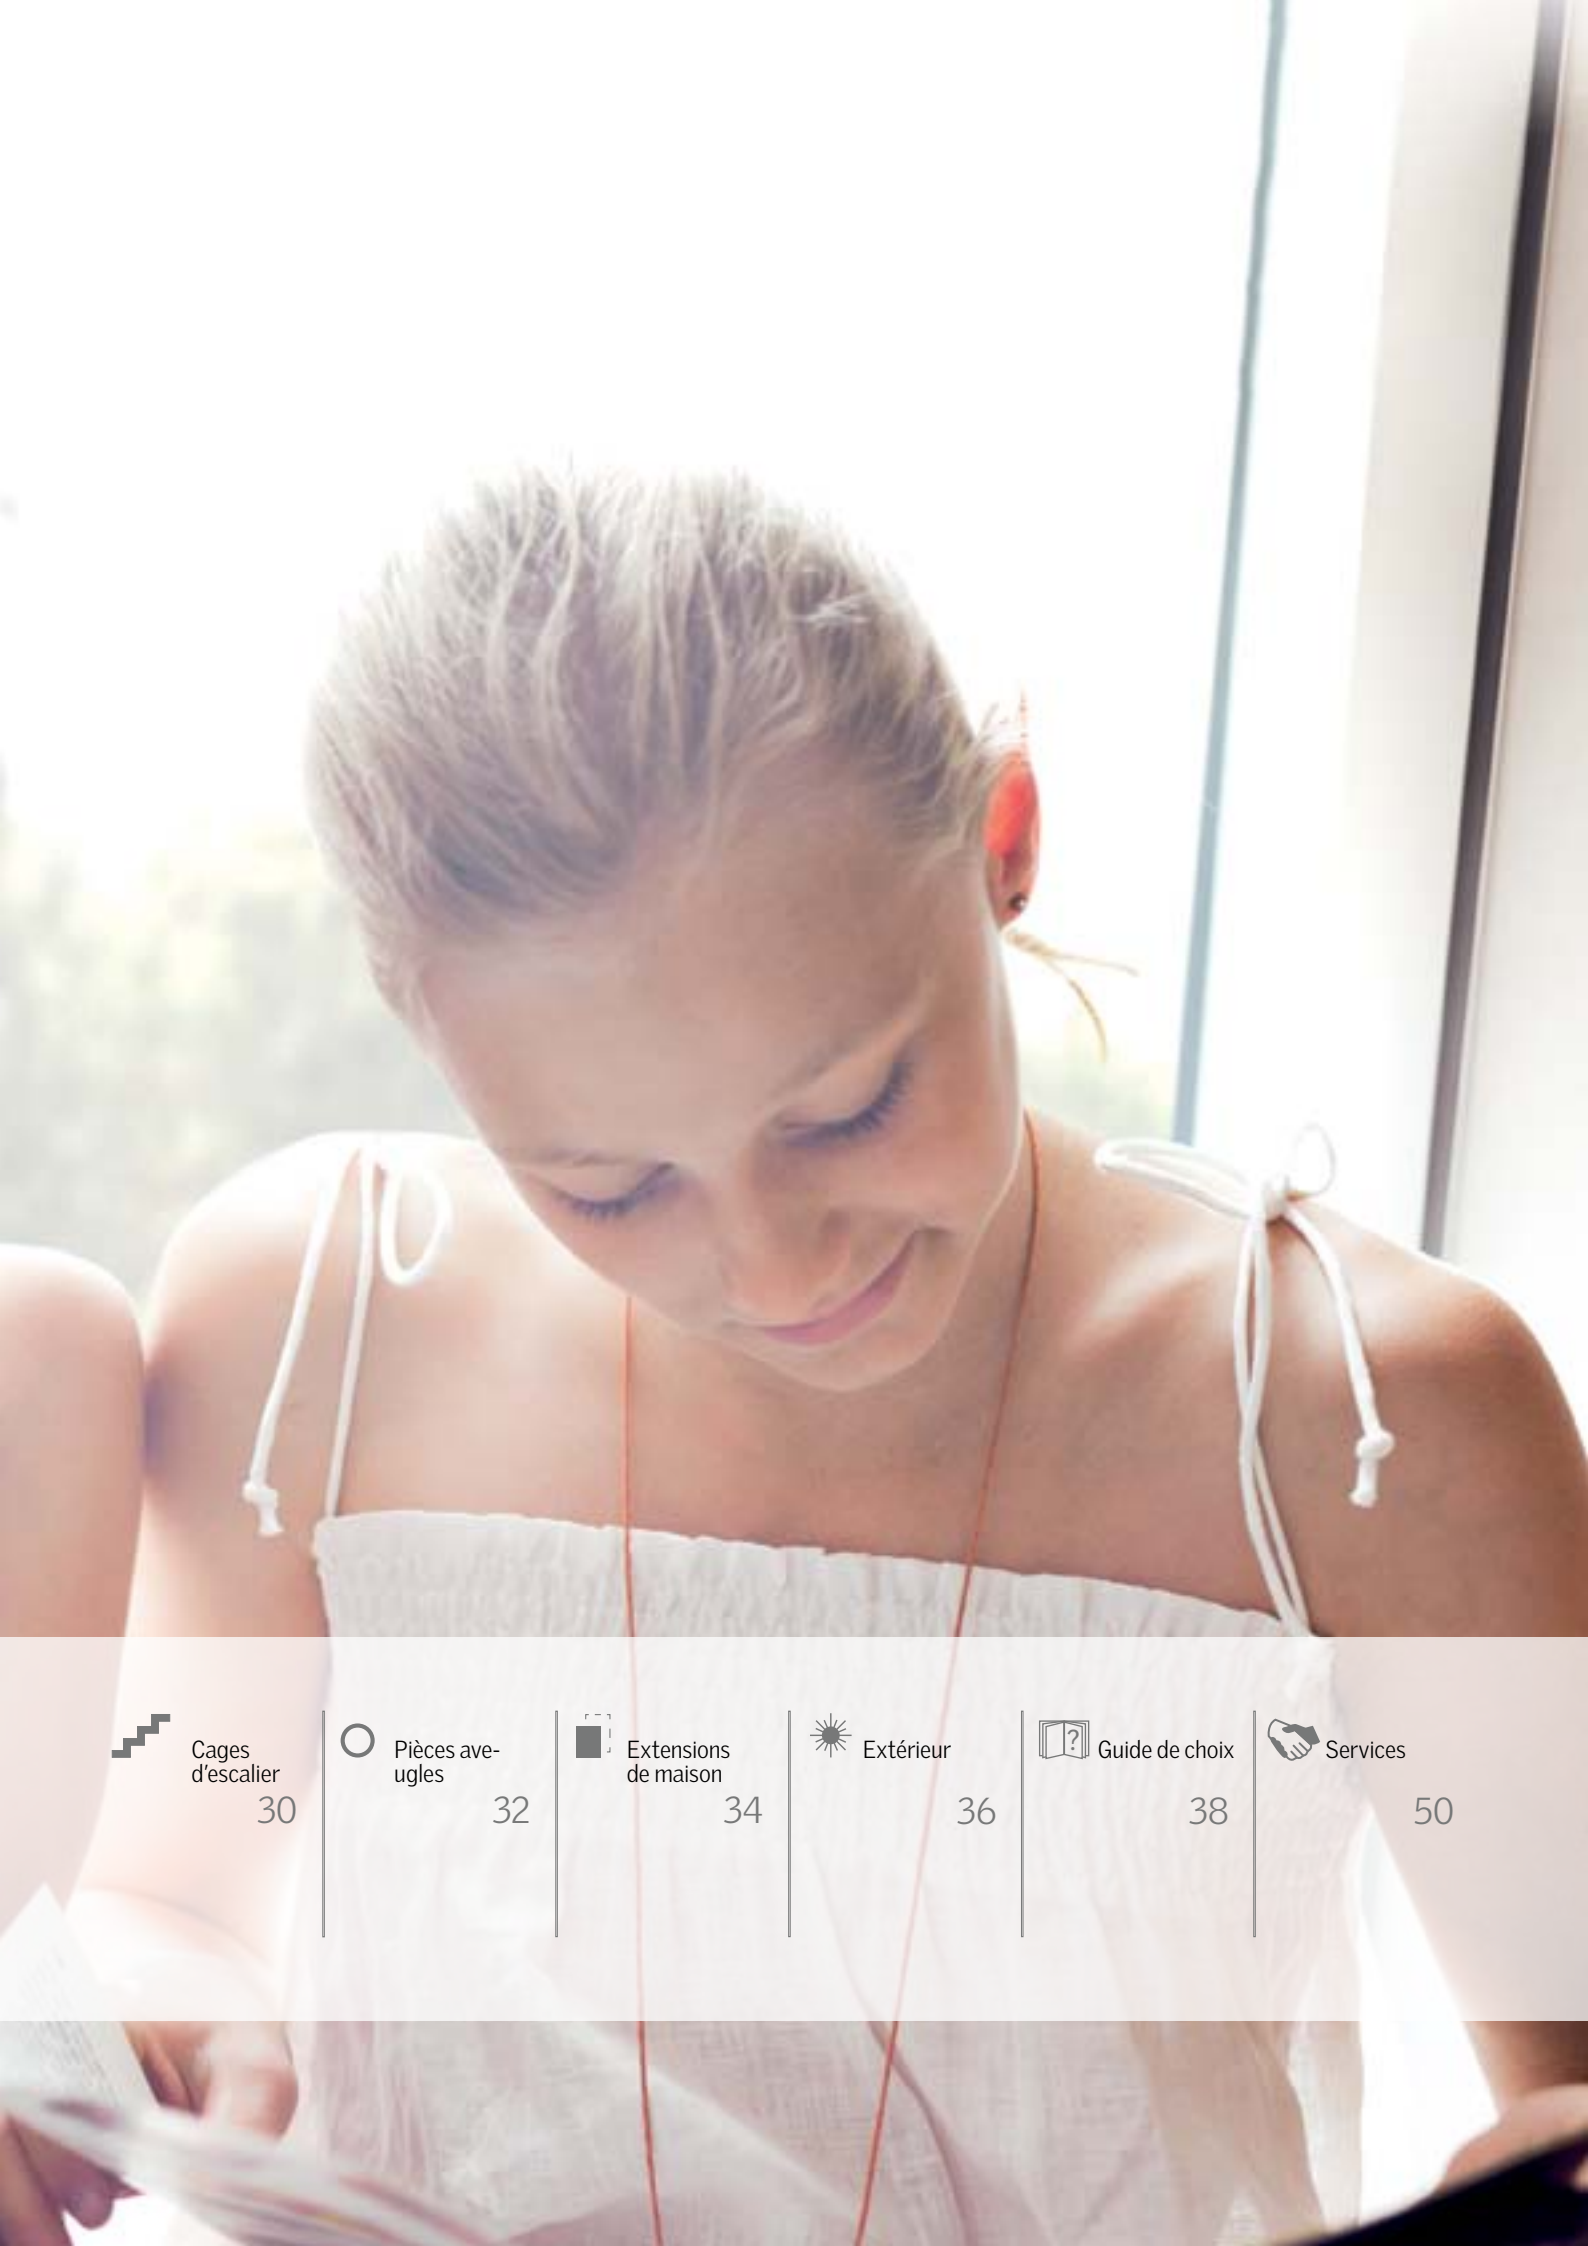 Cages
d'escalier
30
Pièces ave-
ugles
32
Extensions
de maison
34
Extérieur
36
?
Guide de choix
38
Services
50